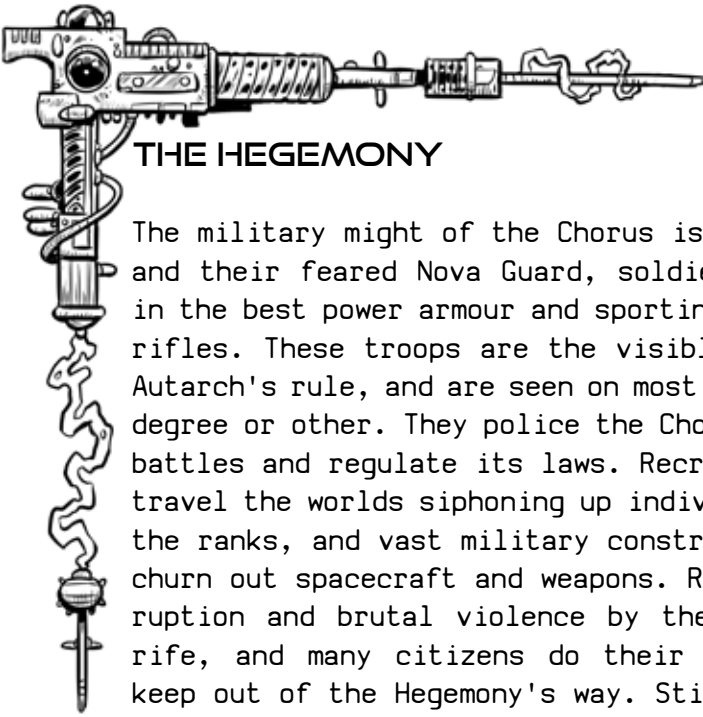 THE HEGEMONY
The military might of the Chorus is
and their feared Nova Guard, soldie
in the best power armour and sportin
rifles. These troops are the visibl
Autarch's rule, and are seen on most
degree or other. They police the Cho
battles and regulate its laws. Recr
travel the worlds siphoning up indiv
the ranks, and vast military constr
churn out spacecraft and weapons. R
ruption and brutal violence by the
rife, and many citizens do their
keep out of the Hegemony's way. Sti